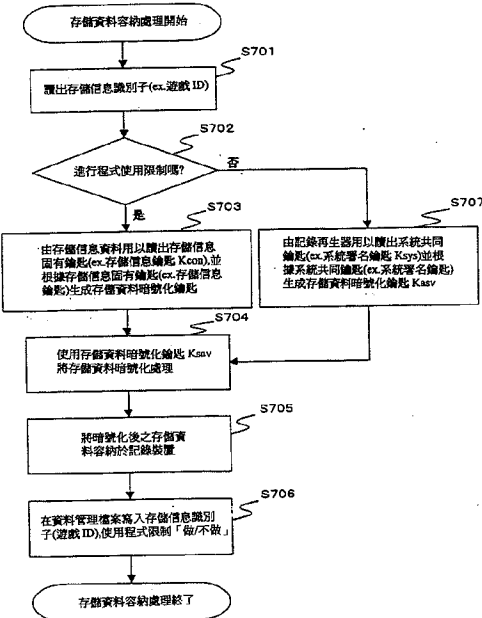 存儲資料容納處理開始
S701
讀出存儲信息識別子(ex.遊戲ID)
S702
進行程式使用限制嗎?
否
是
S703
由存儲信息資料用以讀出存儲信息
固有鑰匙(ex.存儲信息鑰匙 Kcon),並
根據存儲信息固有鑰匙(ex.存儲信息
鑰匙)生成存儲資料暗號化鑰匙
S707
由記錄再生器用以讀出系統共同
鑰匙(ex.系統署名鑰匙 Ksys)並根
據系統共同鑰匙(ex.系統署名鑰匙)
生成存儲資料暗號化鑰匙 Kasv
S704
使用存儲資料暗號化鑰匙 Ksav
將存儲資料暗號化處理
S705
將暗號化後之存儲資
料容納於記錄裝置
S706
在資料管理檔案寫入存儲信息識別
子(遊戲ID),使用程式限制「做/不做」
存儲資料容納處理終了